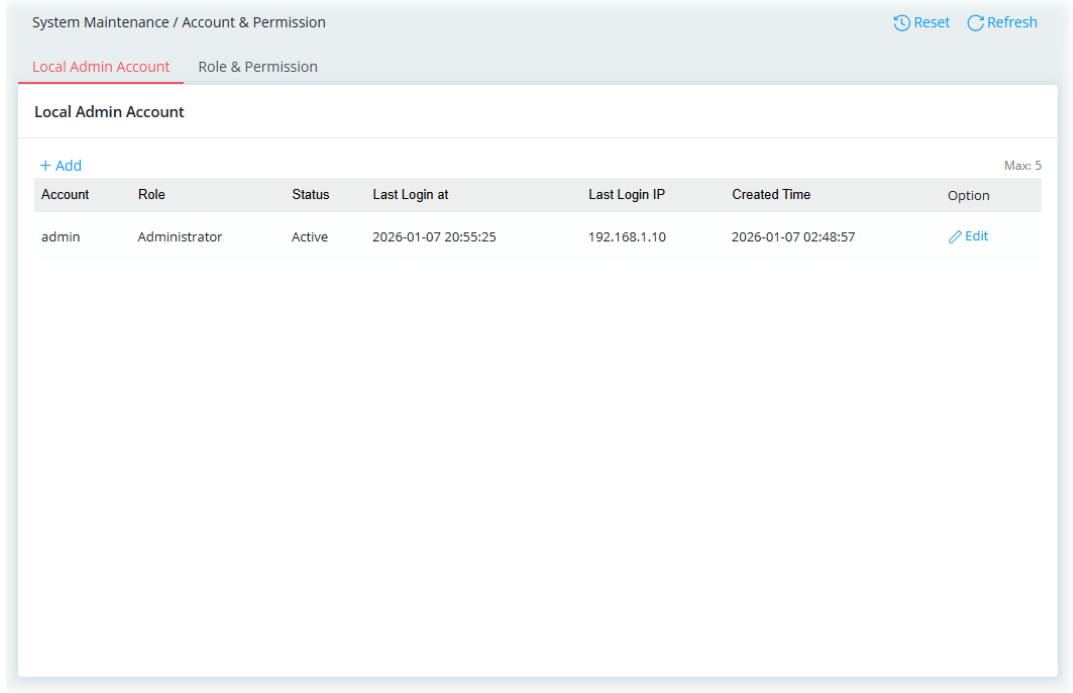 System Maintenance / Account & Permission Reset Refresh
Local Admin Account Role & Permission
Local Admin Account
+ Add Max: 5
Account Role Status Last Login at Last Login IP Created Time Option
admin Administrator Active 2026-01-07 20:55:25 192.168.1.10 2026-01-07 02:48:57 Edit